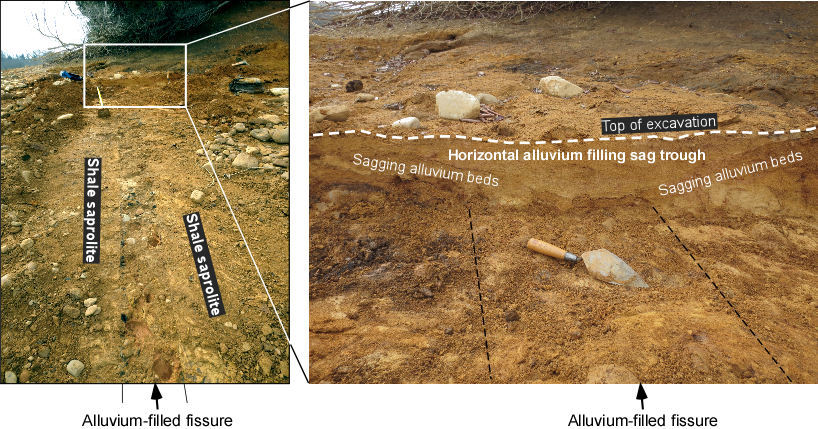 Shale saprolite
Shale saprolite
Alluvium-filled fissure
Top of excavation
Horizontal alluvium filling sag trough
Sagging alluvium beds
Sagging alluvium beds
Alluvium-filled fissure